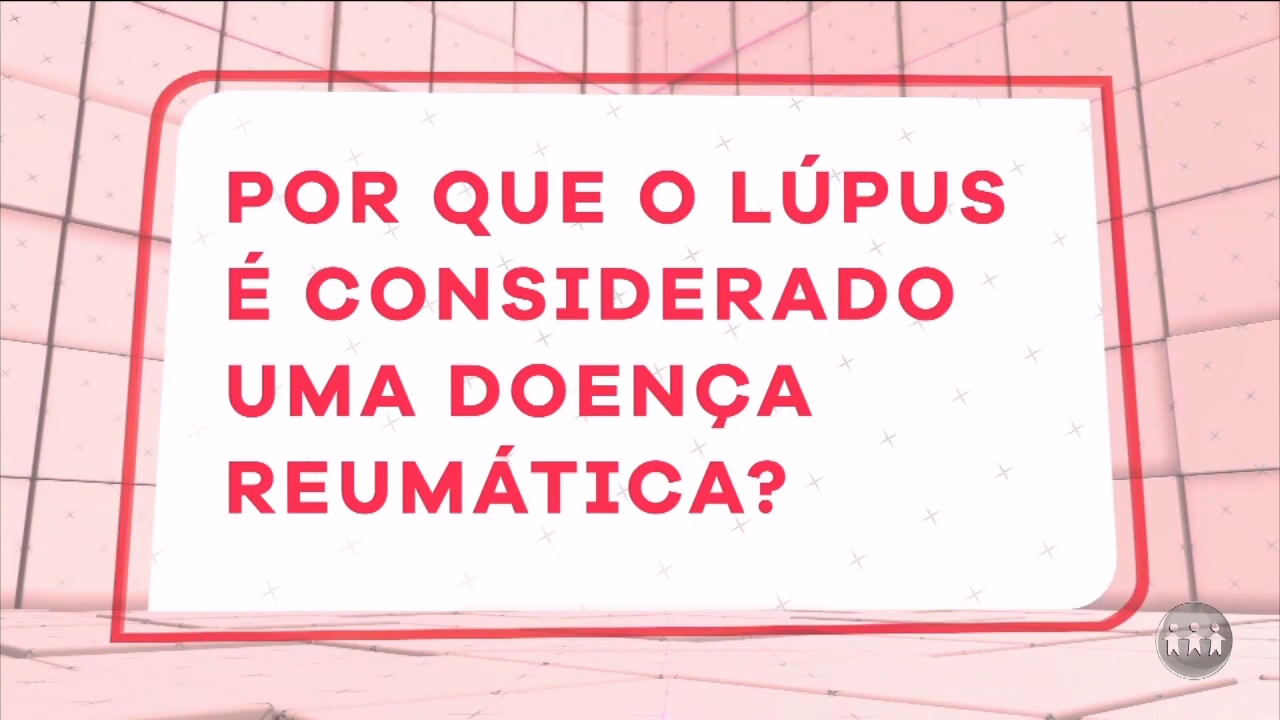 POR QUE O LÚPUS
É CONSIDERADO
UMA DOENÇA
REUMÁTICA?